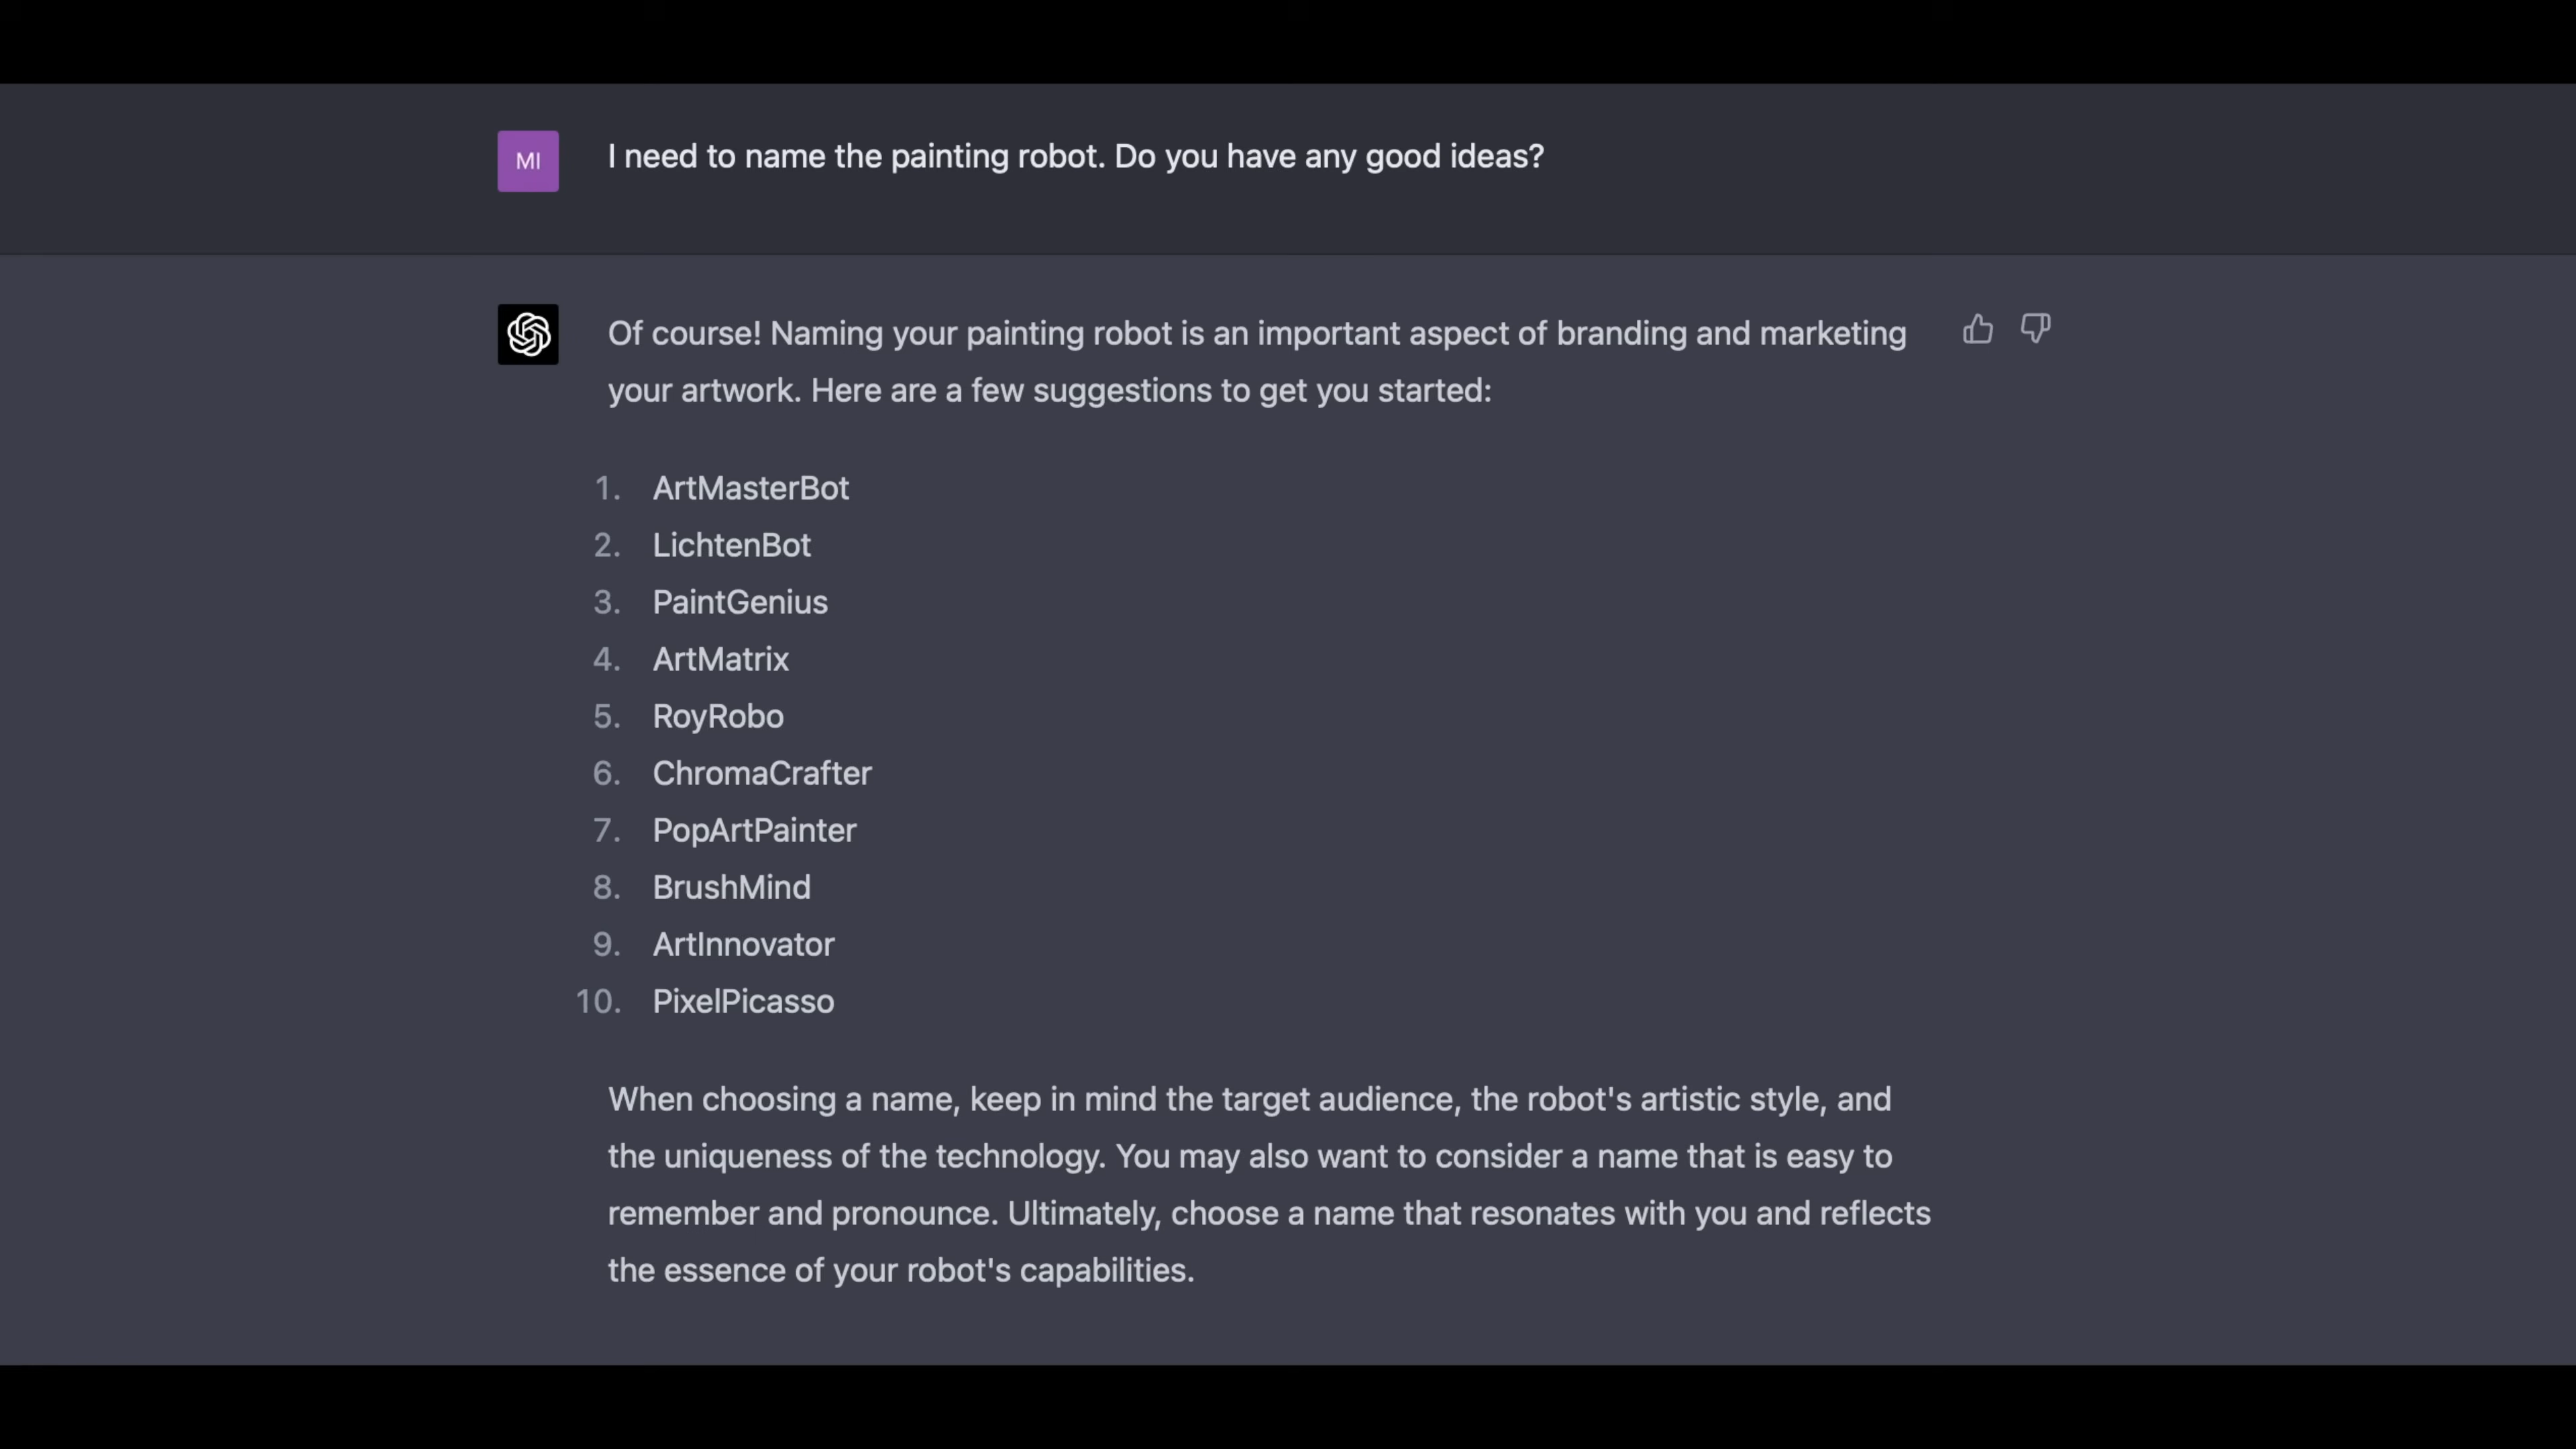 MI
I need to name the painting robot. Do you have any good ideas?
Of course! Naming your painting robot is an important aspect of branding and marketing
your artwork. Here are a few suggestions to get you started:
1. ArtMasterBot
2. LichtenBot
3. PaintGenius
4. ArtMatrix
5. RoyRobo
6. ChromaCrafter
7. PopArtPainter
8. BrushMind
9. ArtInnovator
10. PixelPicasso
When choosing a name, keep in mind the target audience, the robot's artistic style, and
the uniqueness of the technology. You may also want to consider a name that is easy to
remember and pronounce. Ultimately, choose a name that resonates with you and reflects
the essence of your robot's capabilities.